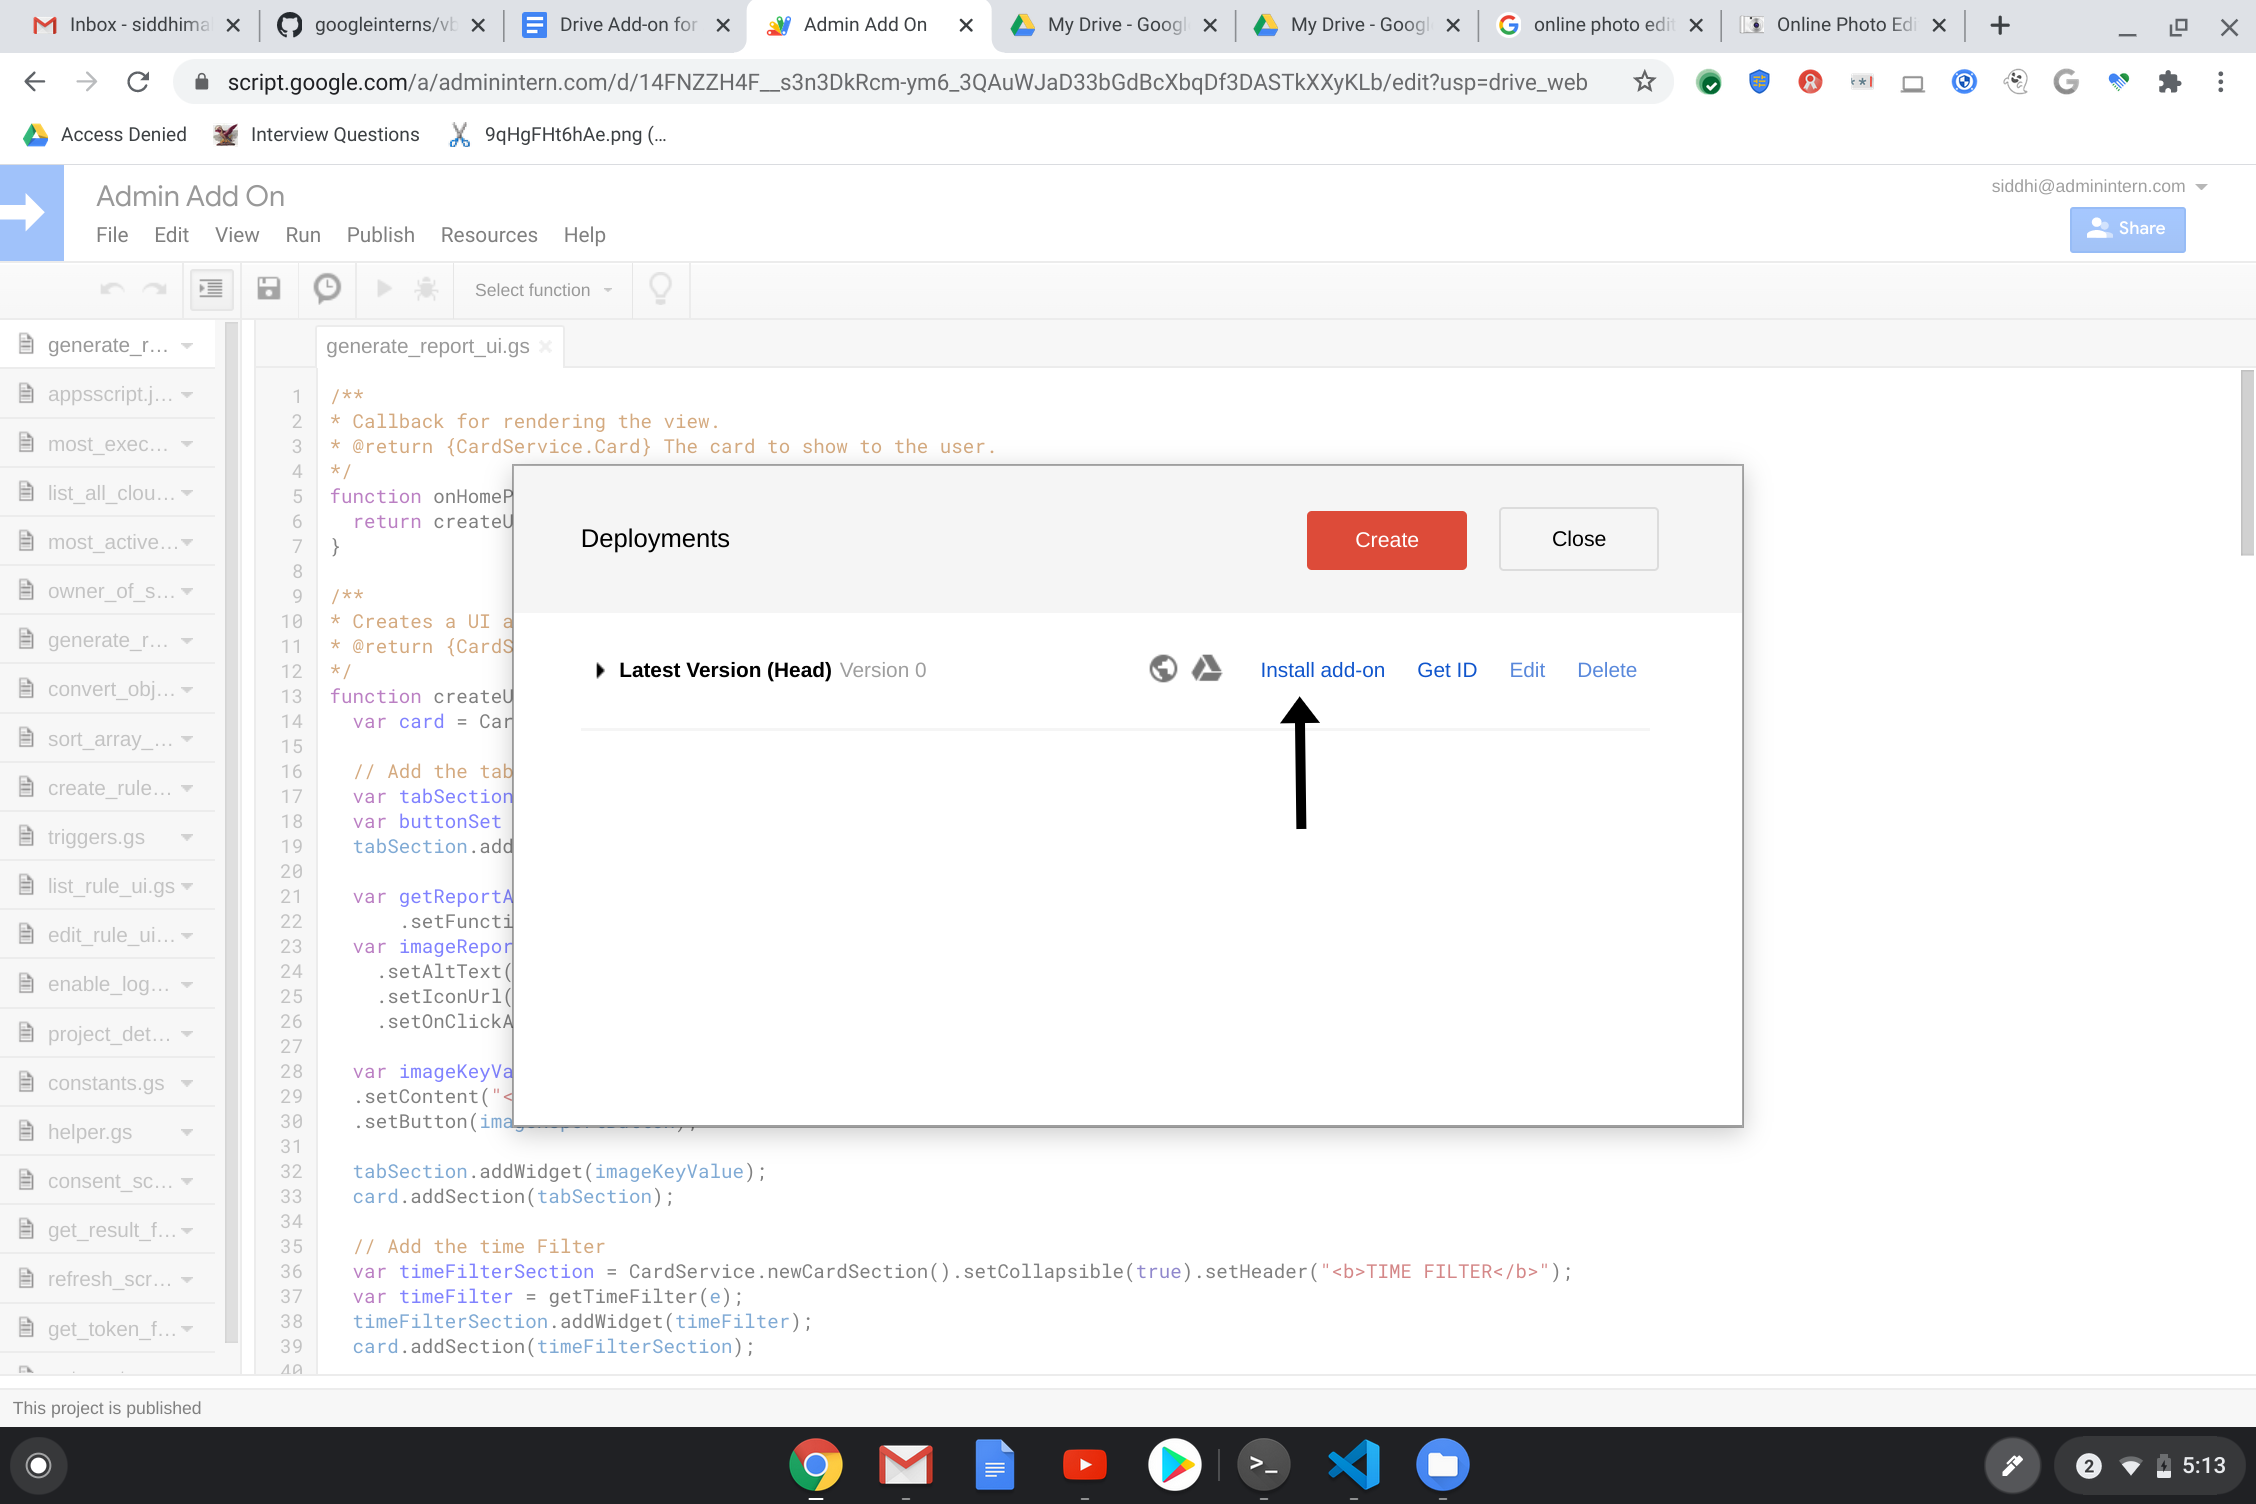 Inbox - siddhima
googleinterns/vb
Drive Add-on for
Admin Add On
My Drive - Googl
My Drive - Googl
online photo edit
Online Photo Edi
script.google.com/a/adminintern.com/d/14FNZZH4F__s3n3DkRcm-ym6_3QAuWJaD33bGdBcXbqDf3DASTkXXyKLb/edit?usp=drive_web
Access Denied
Interview Questions
9qHgFHt6hAe.png (...
Admin Add On
siddhi@adminintern.com
File Edit View Run Publish Resources Help
Share
Select function
generate_r...
appsscript.j...
most_exec...
list_all_clou...
most_active...
owner_of_s...
generate_r...
convert_obj...
sort_array_...
create_rule...
triggers.gs
list_rule_ui.gs
edit_rule_ui...
enable_log...
project_det...
constants.gs
helper.gs
consent_sc...
get_result_f...
refresh_scr...
get_token_f...
generate_report_ui.gs
1 /**
2 * Callback for rendering the view.
3 * @return {CardService.Card} The card to show to the user.
4 */
5 function onHomeP
6 return createU
7 }
8
9 /**
10 * Creates a UI a
11 * @return {CardS
12 */
13 function createU
14 var card = Car
15
16 // Add the tab
17 var tabSection
18 var buttonSet
19 tabSection.add
20
21 var getReportA
22 .setFuncti
23 var imageRepor
24 .setAltText(
25 .setIconUrl(
26 .setOnClickA
27
28 var imageKeyVa
29 .setContent("<
30 .setButton(ima
31
32 tabSection.addWidget(imageKeyValue);
33 card.addSection(tabSection);
34
35 // Add the time Filter
36 var timeFilterSection = CardService.newCardSection().setCollapsible(true).setHeader("<b>TIME FILTER</b>");
37 var timeFilter = getTimeFilter(e);
38 timeFilterSection.addWidget(timeFilter);
39 card.addSection(timeFilterSection);
40
Deployments
Create
Close
Latest Version (Head) Version 0
Install add-on Get ID Edit Delete
This project is published
2
5:13